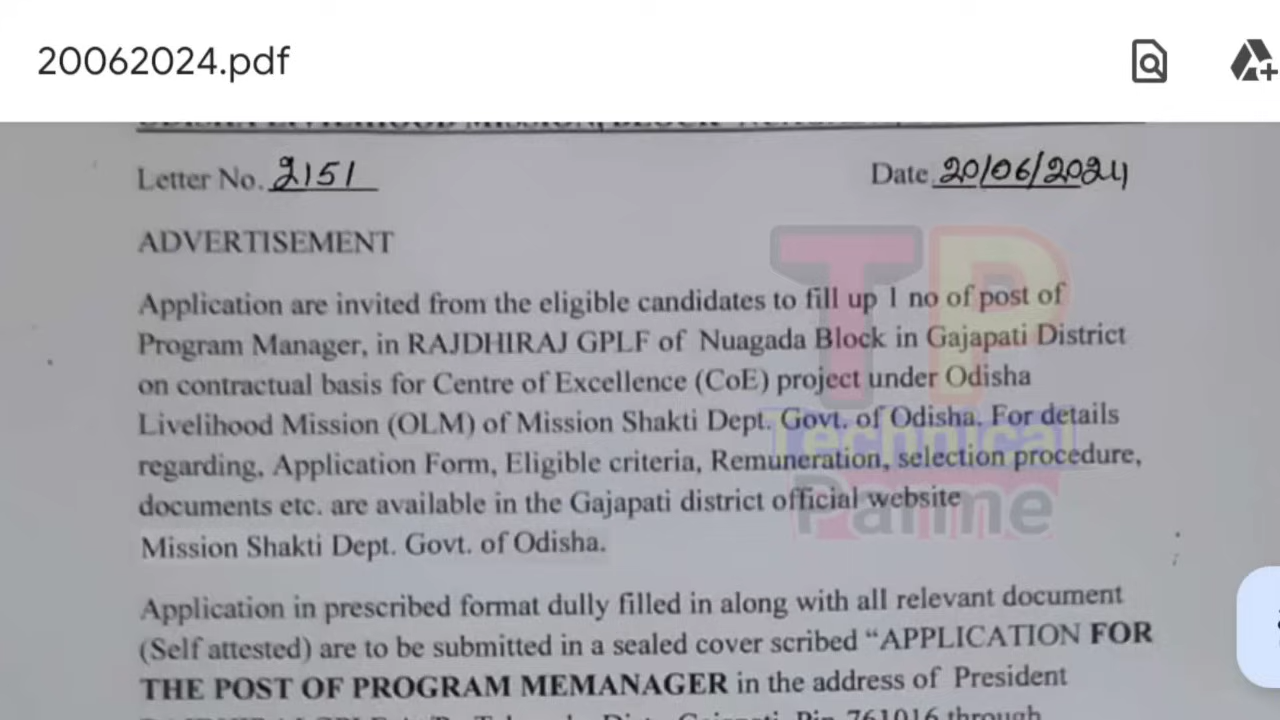 20062024.pdf
Letter No. 2151 Date 20/06/2024
ADVERTISEMENT
Application are invited from the eligible candidates to fill up 1 no of post of
Program Manager, in RAJDHIRAJ GPLF of Nuagada Block in Gajapati District
on contractual basis for Centre of Excellence (CoE) project under Odisha
Livelihood Mission (OLM) of Mission Shakti Dept. Govt. of Odisha. For details
regarding, Application Form, Eligible criteria, Remuneration, selection procedure,
documents etc. are available in the Gajapati district official website
Mission Shakti Dept. Govt. of Odisha.
Application in prescribed format dully filled in along with all relevant document
(Self attested) are to be submitted in a sealed cover scribed “APPLICATION FOR
THE POST OF PROGRAM MEMANAGER in the address of President
Pin 761016 through
TP
Technical